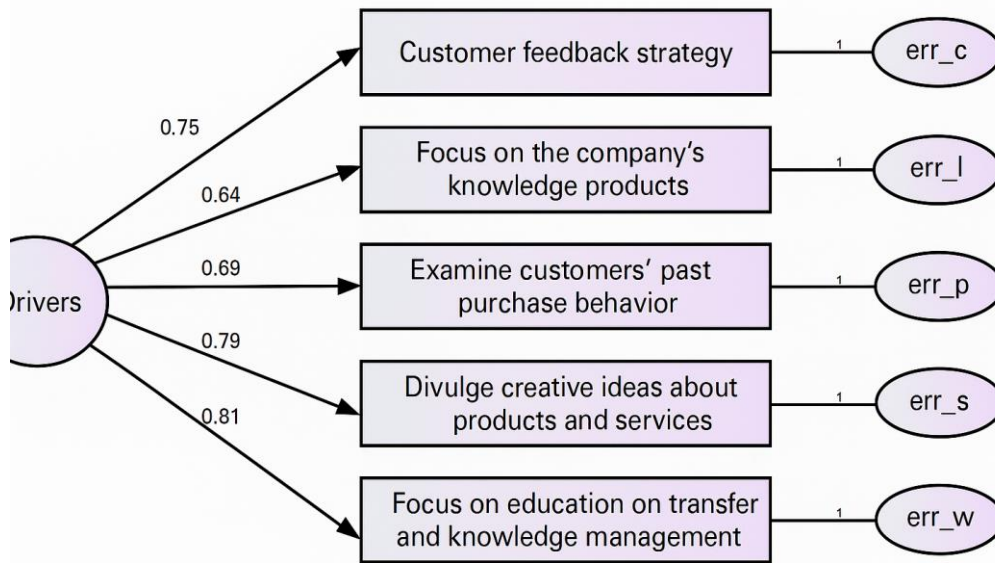 Customer feedback strategy
1
err_c
0.75
Focus on the company's
knowledge products
1
err_l
0.64
Examine customers' past
purchase behavior
1
err_p
0.69
Drivers
Divulge creative ideas about
products and services
1
err_s
0.79
Focus on education on transfer
and knowledge management
1
err_w
0.81